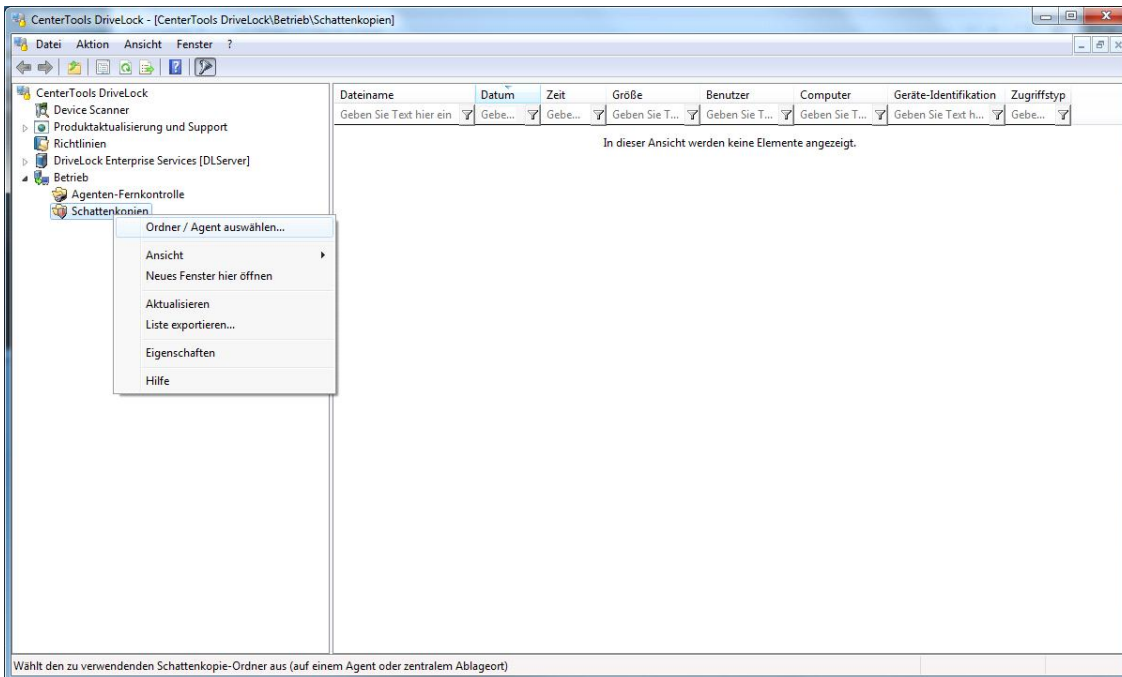 CenterTools DriveLock - [CenterTools DriveLock\Betrieb\Schattenkopien]
Datei Aktion Ansicht Fenster ?
CenterTools DriveLock
Device Scanner
Produktaktualisierung und Support
Richtlinien
DriveLock Enterprise Services [DLServer]
Betrieb
Agenten-Fernkontrolle
Schattenkopien
Ordner / Agent auswählen...
Ansicht
Neues Fenster hier öffnen
Aktualisieren
Liste exportieren...
Eigenschaften
Hilfe
Dateiname Datum Zeit Größe Benutzer Computer Geräte-Identifikation Zugriffstyp
Geben Sie Text hier ein Gebe... Gebe... Geben Sie T... Geben Sie T... Geben Sie T... Geben Sie Text h... Gebe...
In dieser Ansicht werden keine Elemente angezeigt.
Wählt den zu verwendenden Schattenkopie-Ordner aus (auf einem Agent oder zentralem Ablageort)